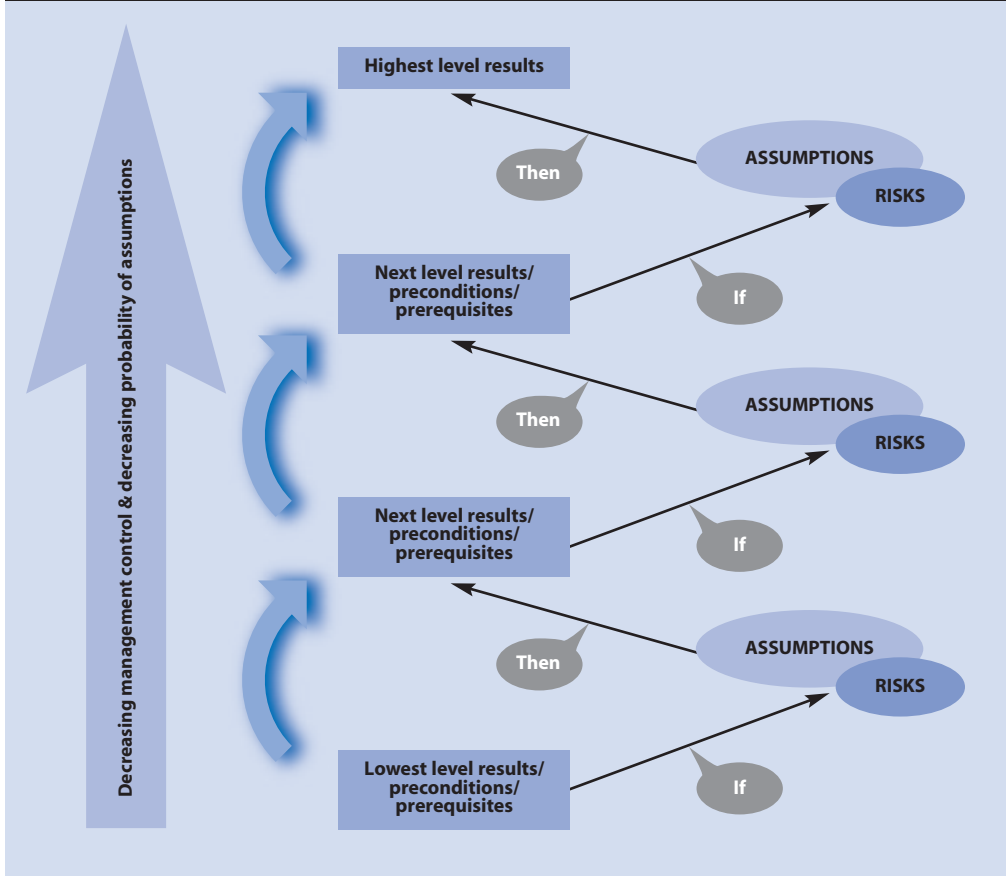 Decreasing management control & decreasing probability of assumptions
Highest level results
ASSUMPTIONS
Then
RISKS
Next level results/
preconditions/
prerequisites
If
ASSUMPTIONS
Then
RISKS
Next level results/
preconditions/
prerequisites
If
ASSUMPTIONS
Then
RISKS
Lowest level results/
preconditions/
prerequisites
If